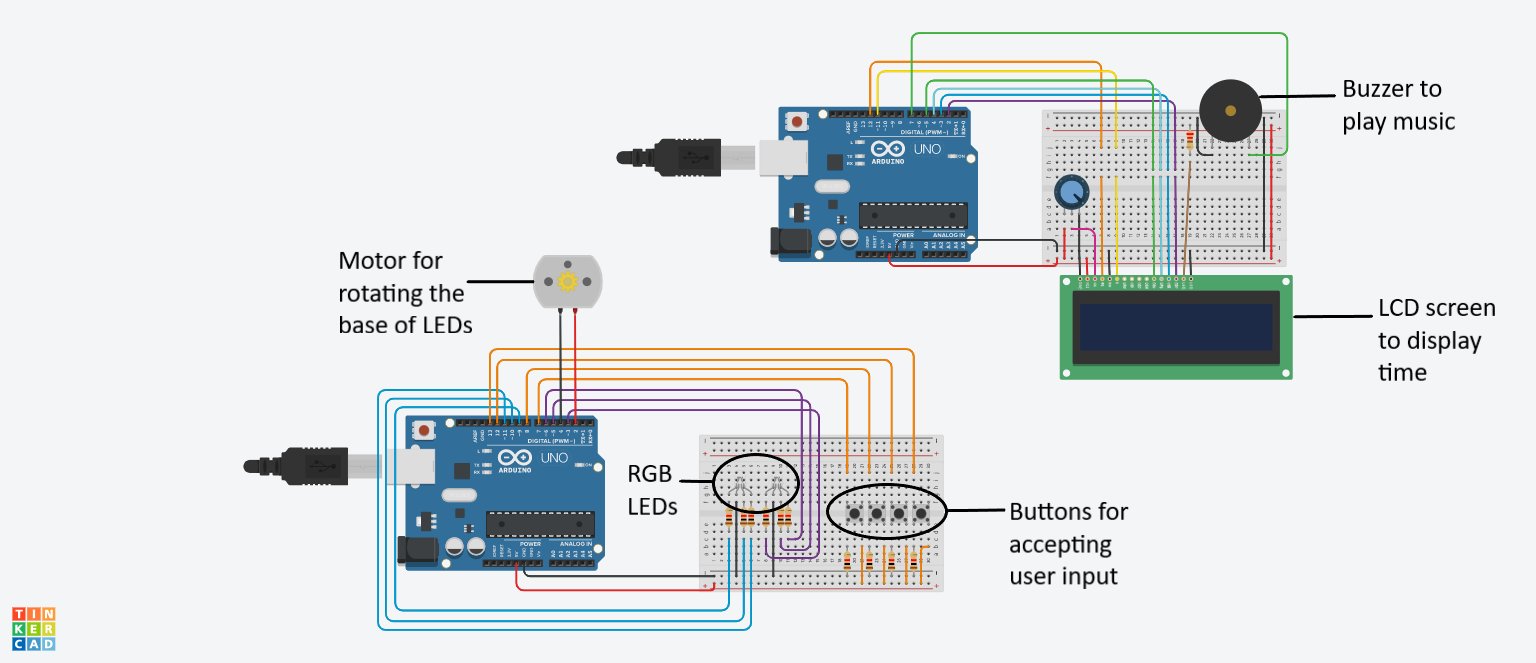 Buzzer to
play music
DIGITAL (PWM~)
UNO
ARDUINO
POWER
ANALOG IN
LCD screen
to display
time
Motor for
rotating the
base of LEDs
DIGITAL (PWM~)
UNO
ARDUINO
POWER
ANALOG IN
RGB
LEDs
Buttons for
accepting
user input
TIN
KER
CAD